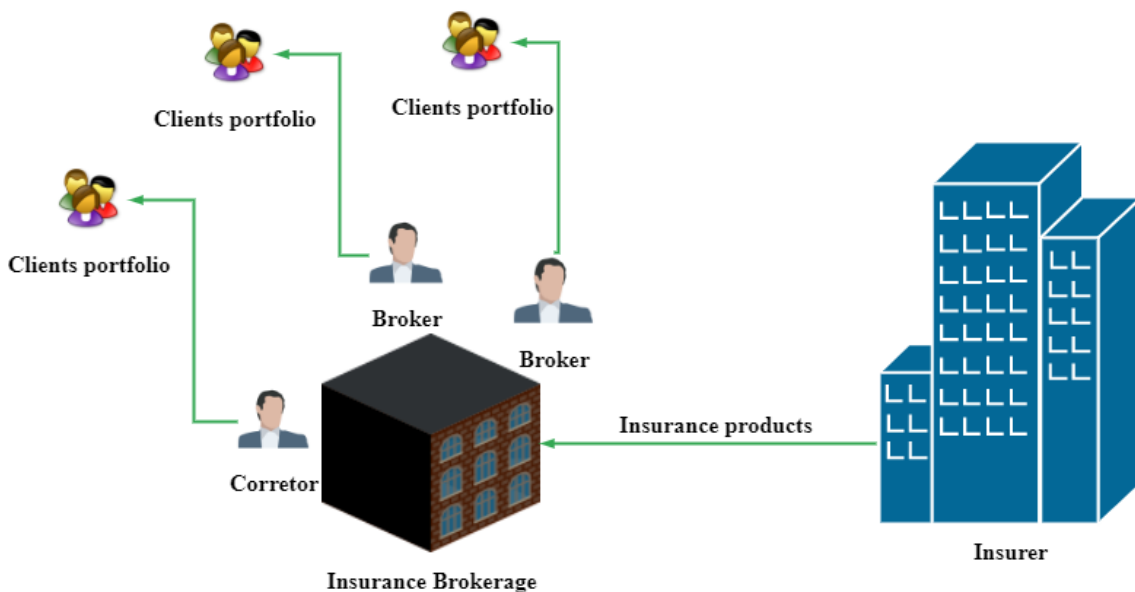 Clients portfolio
Clients portfolio
Clients portfolio
Broker
Broker
Insurance products
Corretor
Insurer
Insurance Brokerage